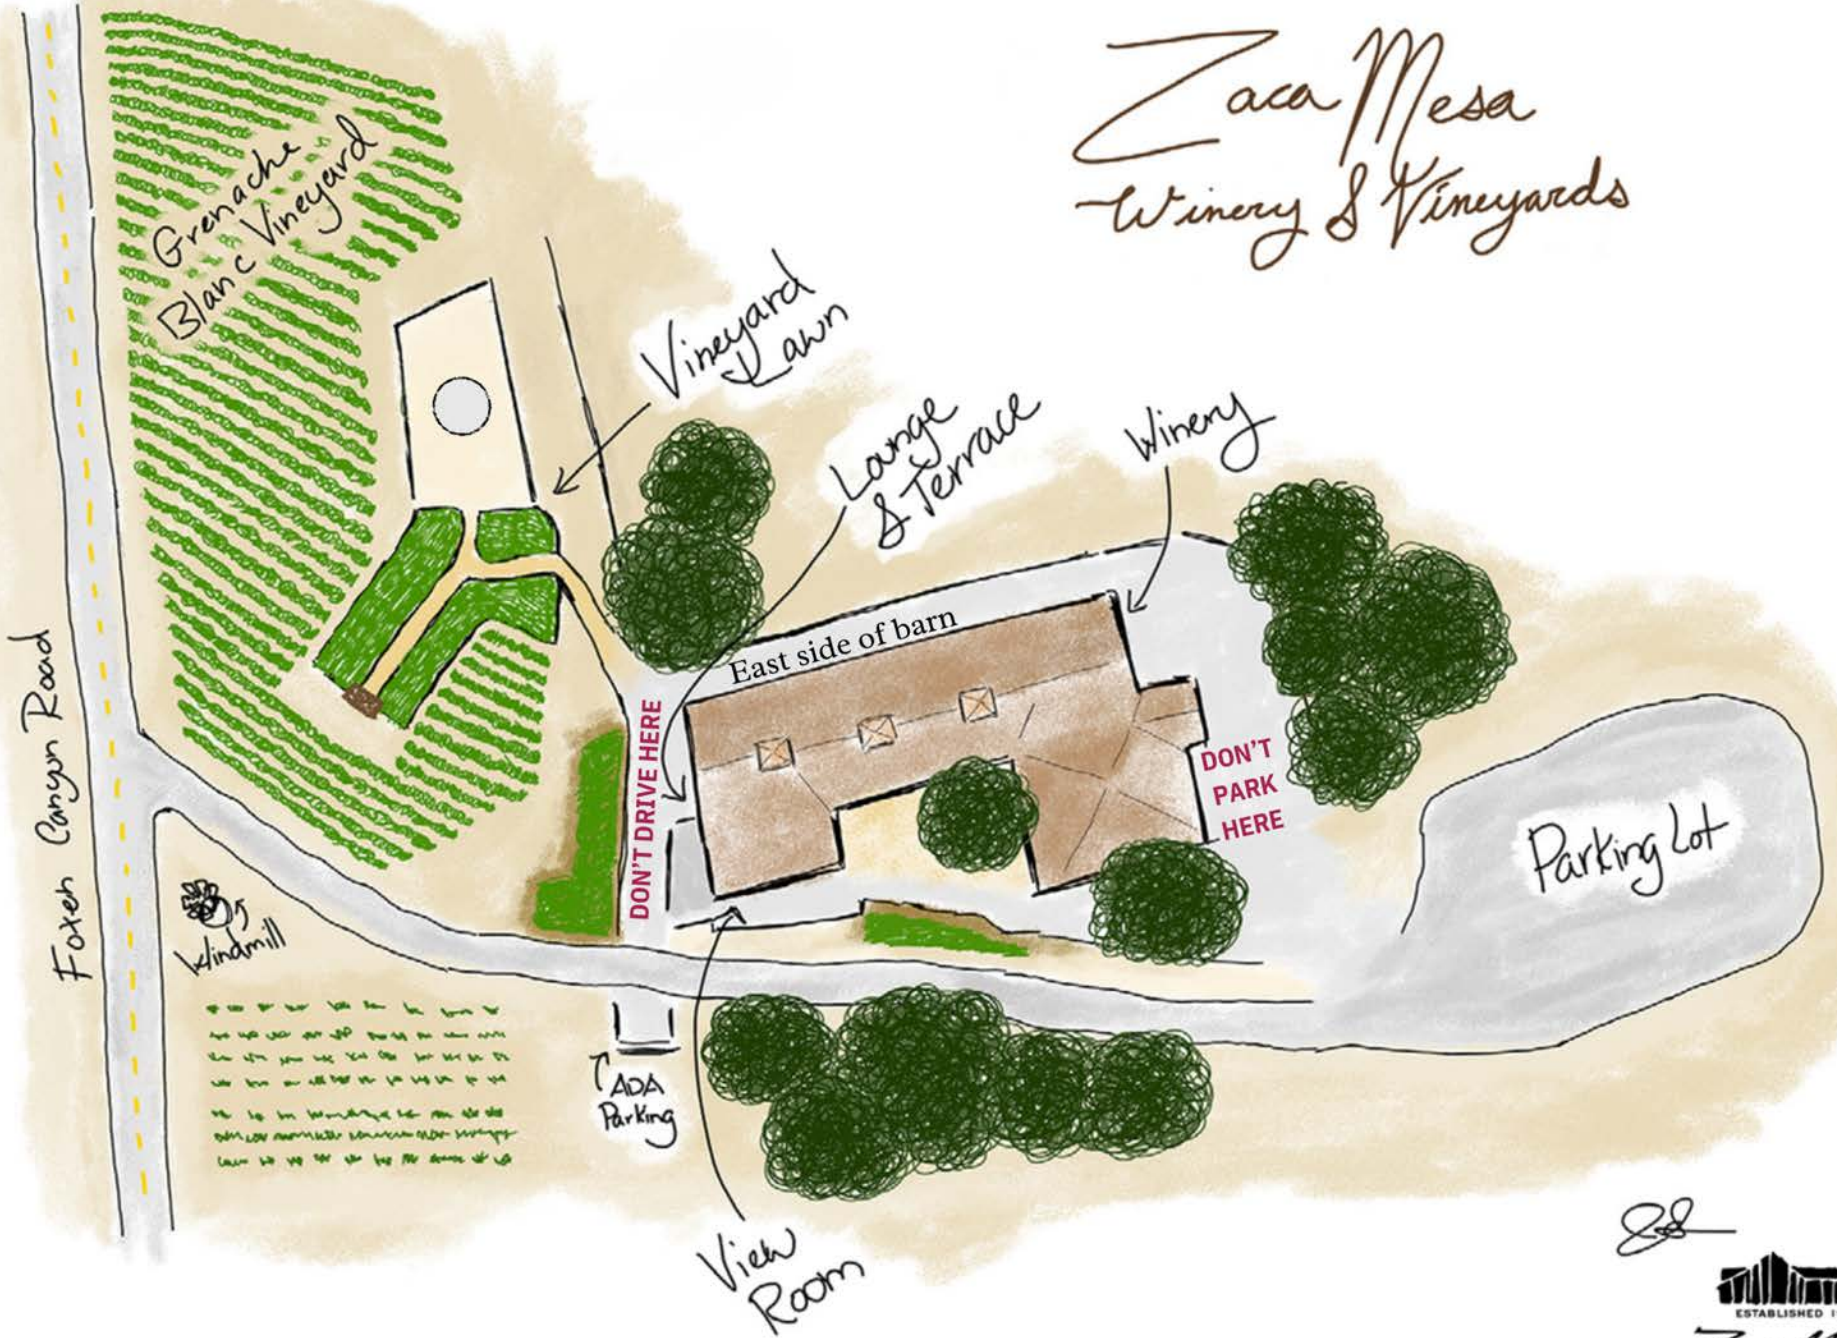 Zaca Mesa
Winery & Vineyards
Grenache
Blanc Vineyard
Vineyard
Lawn
Lounge
& Terrace
Winery
East side of barn
DON'T DRIVE HERE
DON'T
PARK
HERE
Parking Lot
Foxen Canyon Road
Windmill
ADA
Parking
View
Room
ESTABLISHED